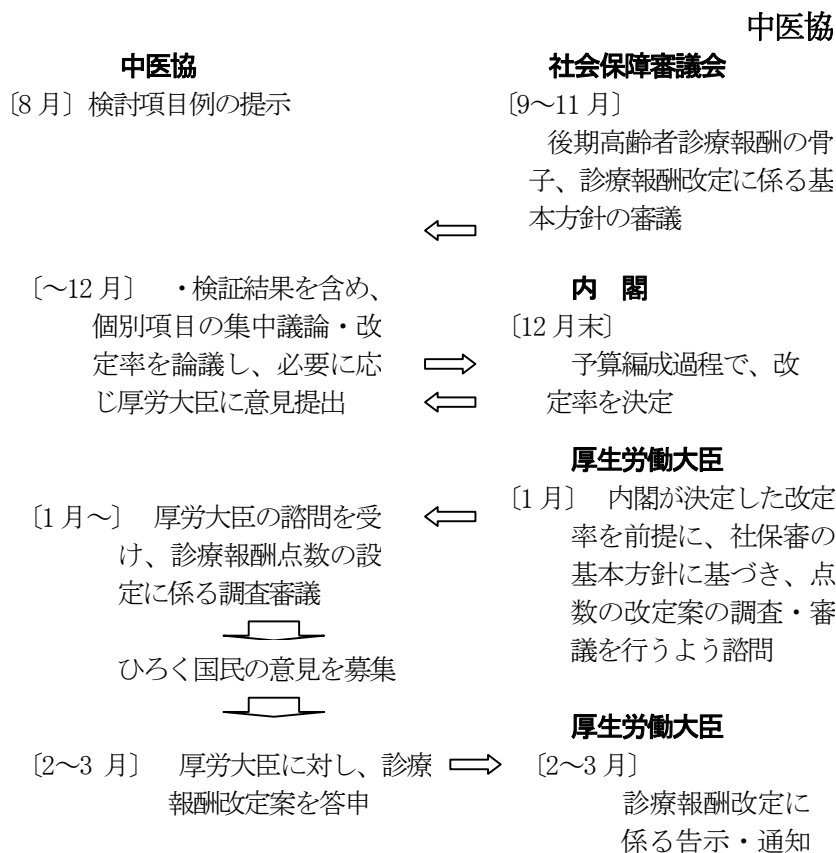 中医協
中医協
〔8 月〕検討項目例の提示
社会保障審議会
〔9～11 月〕
後期高齢者診療報酬の骨
子、診療報酬改定に係る基
本方針の審議
〔～12 月〕 ・検証結果を含め、
個別項目の集中議論・改
定率を論議し、必要に応
じ厚労大臣に意見提出
内 閣
〔12 月末〕
予算編成過程で、改
定率を決定
厚生労働大臣
〔1 月〕 内閣が決定した改定
率を前提に、社保審の
基本方針に基づき、点
数の改定案の調査・審
議を行うよう諮問
〔1 月～〕 厚労大臣の諮問を受
け、診療報酬点数の設
定に係る調査審議
ひろく国民の意見を募集
〔2～3 月〕 厚労大臣に対し、診療
報酬改定案を答申
厚生労働大臣
〔2～3 月〕
診療報酬改定に
係る告示・通知